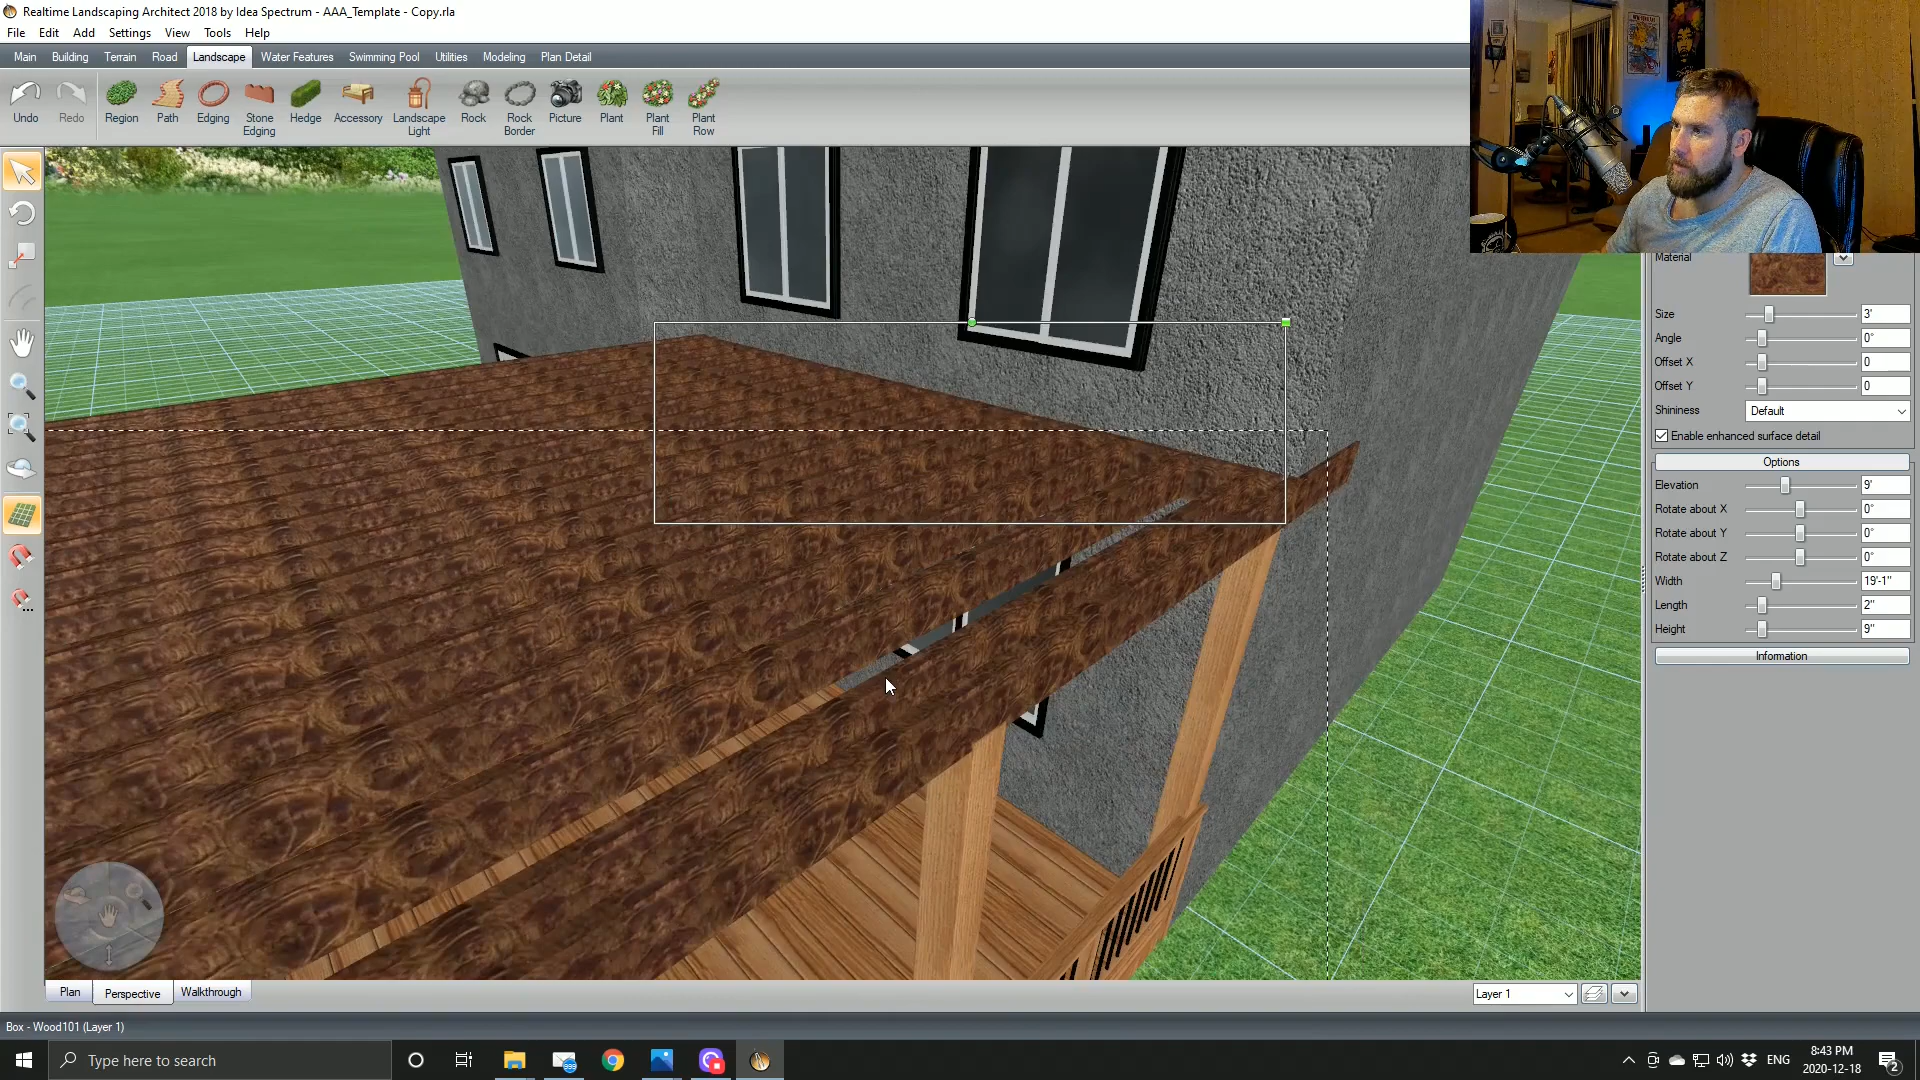 Realtime Landscaping Architect 2018 by Idea Spectrum - AAA_Template - Copy.rla
File Edit Add Settings View Tools Help
Main Building Terrain Road Landscape Water Features Swimming Pool Utilities Modeling Plan Detail
Undo Redo Region Path Edging Stone Edging Hedge Accessory Landscape Light Rock Rock Border Picture Plant Plant Fill Plant Row
Material
Size 3'
Angle 0°
Offset X 0
Offset Y 0
Shininess Default
Enable enhanced surface detail
Options
Elevation 9'
Rotate about X 0°
Rotate about Y 0°
Rotate about Z 0°
Width 19'-1"
Length 2"
Height 9"
Information
Plan Perspective Walkthrough Layer 1
Box - Wood101 (Layer 1)
Type here to search
ENG
8:43 PM
2020-12-18
2